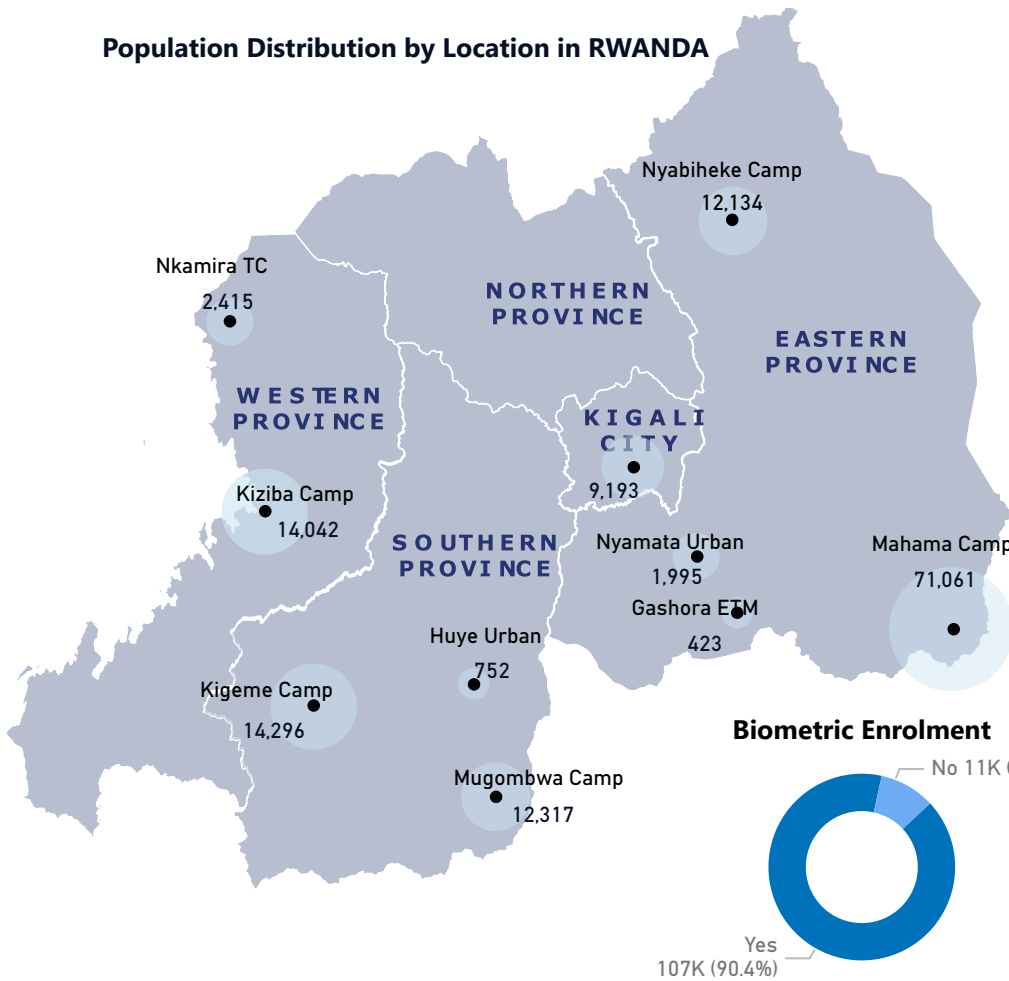 Population Distribution by Location in RWANDA
Nyabiheke Camp
12,134
Nkamira TC
2,415
NORTHERN
PROVINCE
EASTERN
PROVINCE
WESTERN
PROVINCE
KIGALI
CITY
9,193
Kiziba Camp
14,042
SOUTHERN
PROVINCE
Nyamata Urban
1,995
Mahama Camp
71,061
Gashora ETM
423
Huye Urban
752
Kigeme Camp
14,296
Mugombwa Camp
12,317
Biometric Enrolment
No 11K (
Yes
107K (90.4%)